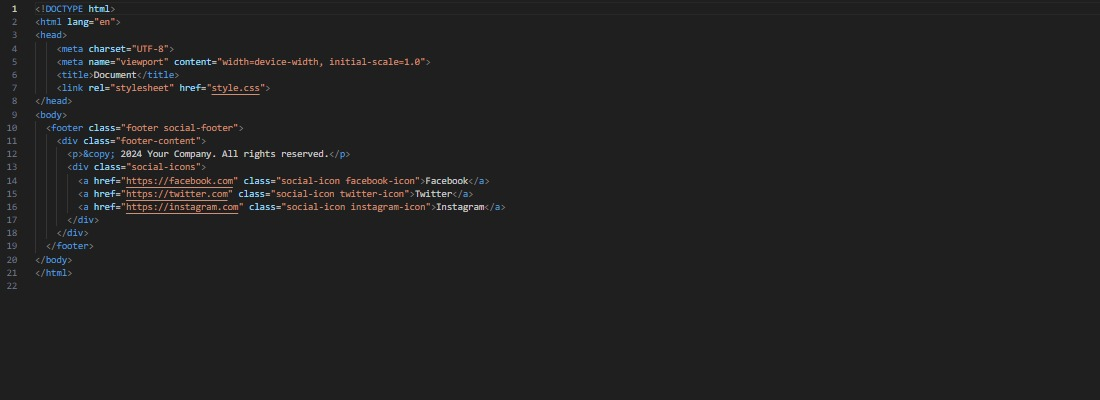 1 <!DOCTYPE html>
2 <html lang="en">
3 <head>
4 <meta charset="UTF-8">
5 <meta name="viewport" content="width=device-width, initial-scale=1.0">
6 <title>Document</title>
7 <link rel="stylesheet" href="style.css">
8 </head>
9 <body>
10 <footer class="footer social-footer">
11 <div class="footer-content">
12 <p>&copy; 2024 Your Company. All rights reserved.</p>
13 <div class="social-icons">
14 <a href="https://facebook.com" class="social-icon facebook-icon">Facebook</a>
15 <a href="https://twitter.com" class="social-icon twitter-icon">Twitter</a>
16 <a href="https://instagram.com" class="social-icon instagram-icon">Instagram</a>
17 </div>
18 </div>
19 </footer>
20 </body>
21 </html>
22